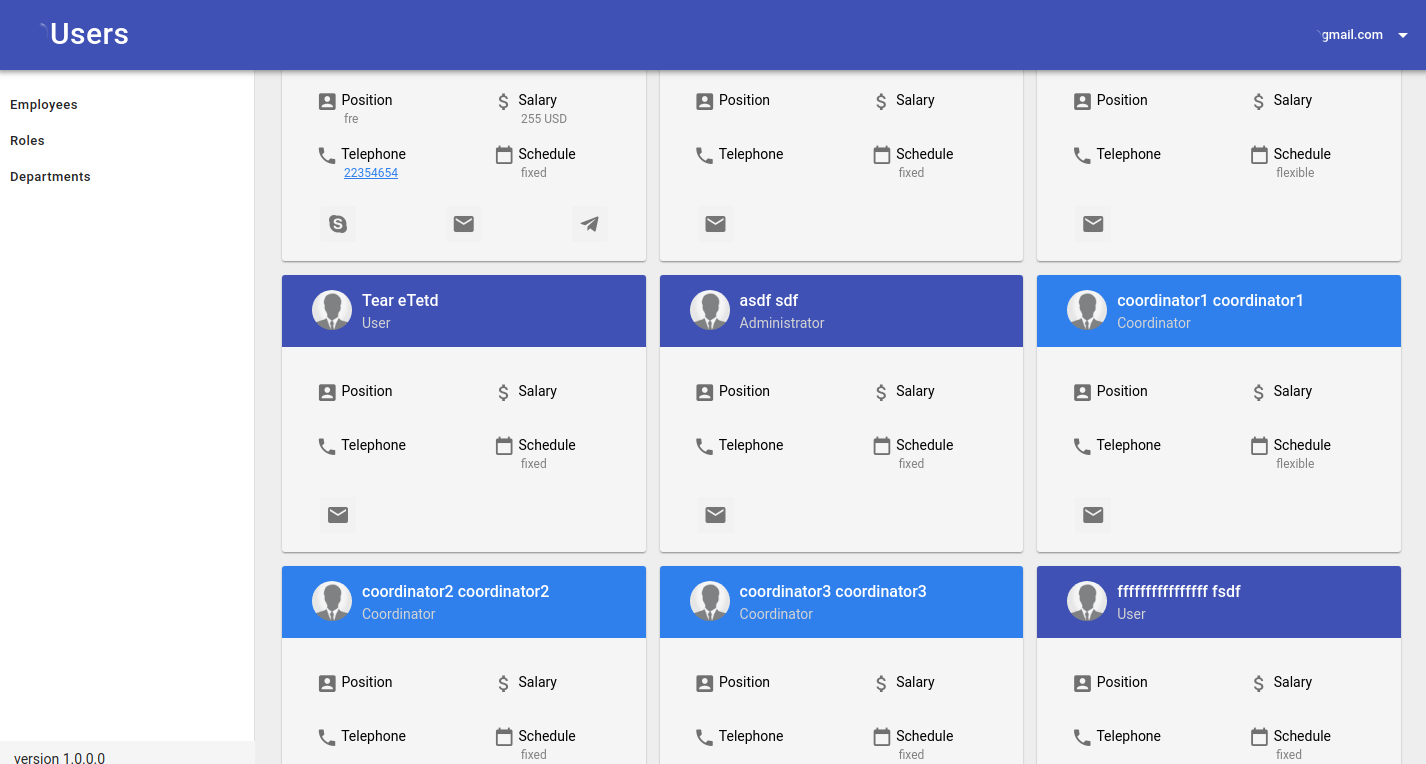 Users
gmail.com
Employees
Roles
Departments
Position Salary
fre 255 USD
Telephone Schedule
22354654 fixed
Position Salary
Telephone Schedule
fixed
Position Salary
Telephone Schedule
flexible
Tear eTetd
User
Position Salary
Telephone Schedule
fixed
asdf sdf
Administrator
Position Salary
Telephone Schedule
fixed
coordinator1 coordinator1
Coordinator
Position Salary
Telephone Schedule
flexible
coordinator2 coordinator2
Coordinator
Position Salary
Telephone Schedule
fixed
coordinator3 coordinator3
Coordinator
Position Salary
Telephone Schedule
fixed
ffffffffffffffff fsdf
User
Position Salary
Telephone Schedule
fixed
version 1.0.0.0